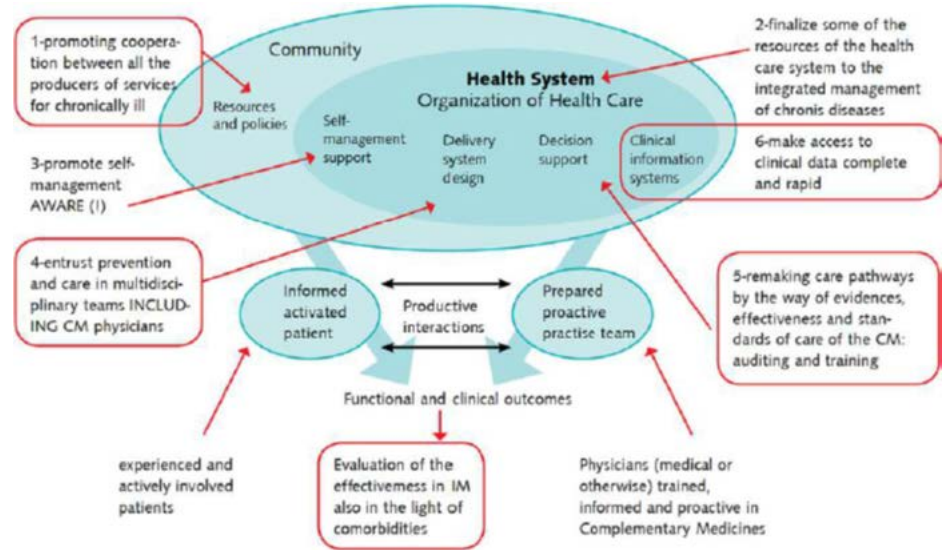 1-promoting coopera-
tion between all the
producers of services
for chronically ill
Community
2-finalize some of the
resources of the health
care system to the
integrated management
of chronis diseases
Health System
Organization of Health Care
Resources
and policies
Self-
management
support
Delivery
system
design
Decision
support
Clinical
information
systems
6-make access to
clinical data complete
and rapid
3-promote self-
management
AWARE (!)
4-entrust prevention
and care in multidisci-
plinary teams INCLUD-
ING CM physicians
Informed
activated
patient
Productive
interactions
Prepared
proactive
practise team
5-remaking care pathways
by the way of evidences,
effectiveness and stan-
dards of care of the CM:
auditing and training
Functional and clinical outcomes
experienced and
actively involved
patients
Evaluation of the
effectiveness in IM
also in the light of
comorbidities
Physicians (medical or
otherwise) trained,
informed and proactive in
Complementary Medicines